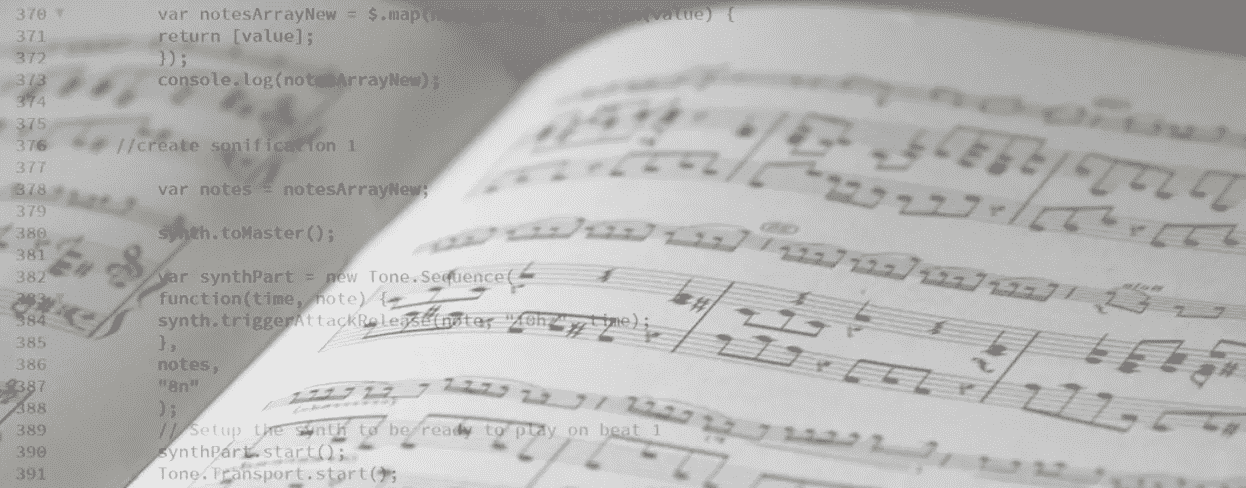 370 var notesArrayNew = $.map( (value) {
371 return [value];
372 });
373 console.log(notesArrayNew);
374
375
376 //create sonification 1
377
378 var notes = notesArrayNew;
379
380 synth.toMaster();
381
382 var synthPart = new Tone.Sequence(
383 function(time, note) {
384 synth.triggerAttackRelease(note, time);
385 },
386 notes,
387 "8n"
388 );
389 // Setup the synth to be ready to play on beat 1
390 synthPart.start();
391 Tone.Transport.start();